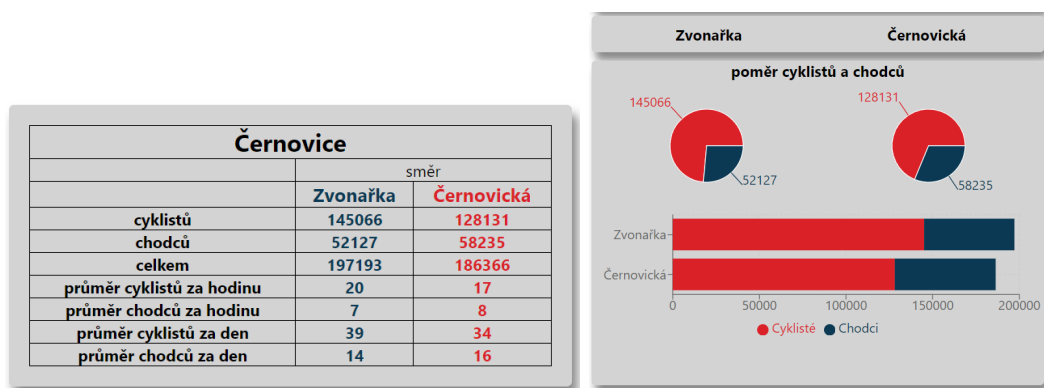 Černovice
směr
Zvonařka Černovická
cyklistů 145066 128131
chodců 52127 58235
celkem 197193 186366
průměr cyklistů za hodinu 20 17
průměr chodců za hodinu 7 8
průměr cyklistů za den 39 34
průměr chodců za den 14 16
Zvonařka Černovická
poměr cyklistů a chodců
145066 128131
52127 58235
Zvonařka
Černovická
0 50000 100000 150000 200000
Cyklisté Chodci